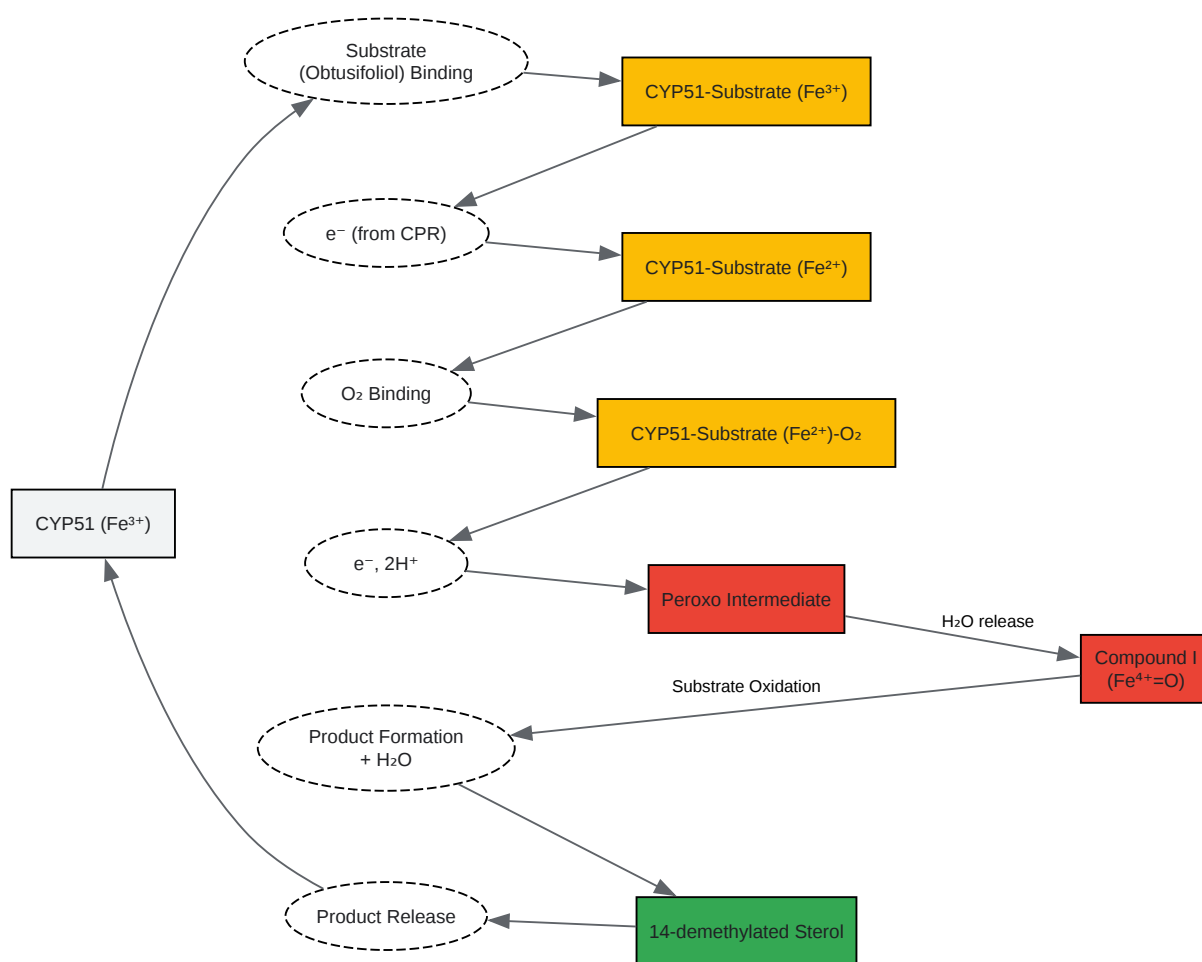 Substrate
(Obtusifoliol) Binding
CYP51-Substrate (Fe³⁺)
e⁻ (from CPR)
CYP51-Substrate (Fe²⁺)
O₂ Binding
CYP51-Substrate (Fe²⁺)-O₂
CYP51 (Fe³⁺)
e⁻, 2H⁺
Peroxo Intermediate
H₂O release
Compound I
(Fe⁴⁺=O)
Substrate Oxidation
Product Formation
+ H₂O
Product Release
14-demethylated Sterol